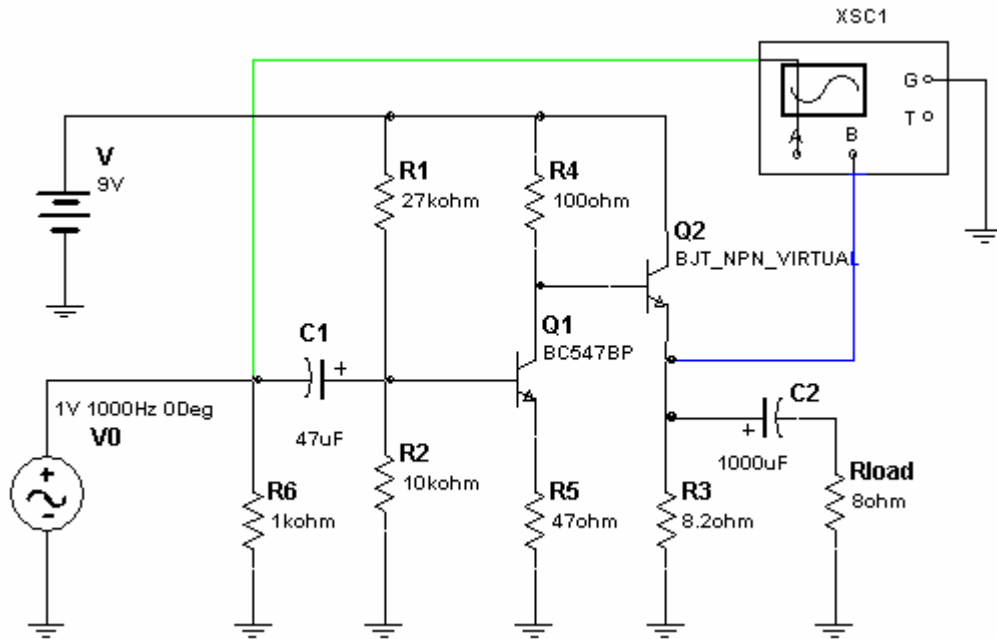 XSC1
G
T
A
B
V
9V
R1
27kohm
R4
100ohm
Q2
BJT_NPN_VIRTUAL
C1
Q1
BC547BP
+
1V 1000Hz 0Deg
V0
47uF
C2
+
1000uF
R2
10kohm
Rload
8ohm
R6
1kohm
R5
47ohm
R3
8.2ohm
+
-